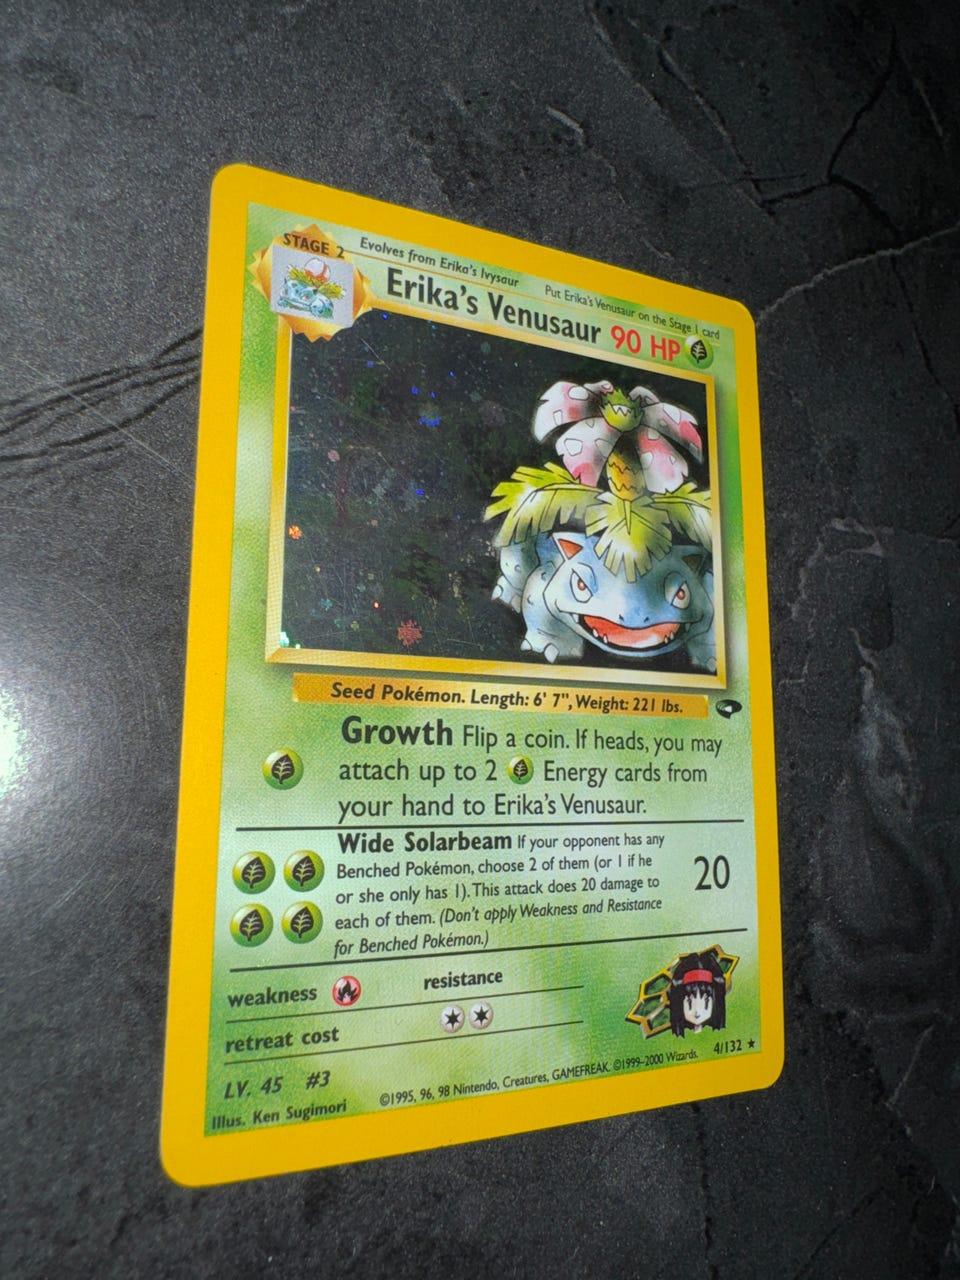 STAGE 2
Evolves from Erika's Ivysaur
Put Erika's Venusaur on the Stage 1 card
Erika's Venusaur 90 HP
Seed Pokémon. Length: 6' 7", Weight: 221 lbs.
Growth Flip a coin. If heads, you may
attach up to 2 Energy cards from
your hand to Erika's Venusaur.
Wide Solarbeam If your opponent has any
Benched Pokémon, choose 2 of them (or 1 if he
or she only has 1). This attack does 20 damage to
each of them. (Don't apply Weakness and Resistance
for Benched Pokémon.)
20
weakness
resistance
retreat cost
LV. 45 #3
Illus. Ken Sugimori
©1995, 96, 98 Nintendo, Creatures, GAMEFREAK. ©1999–2000 Wizards.
4/132 ★